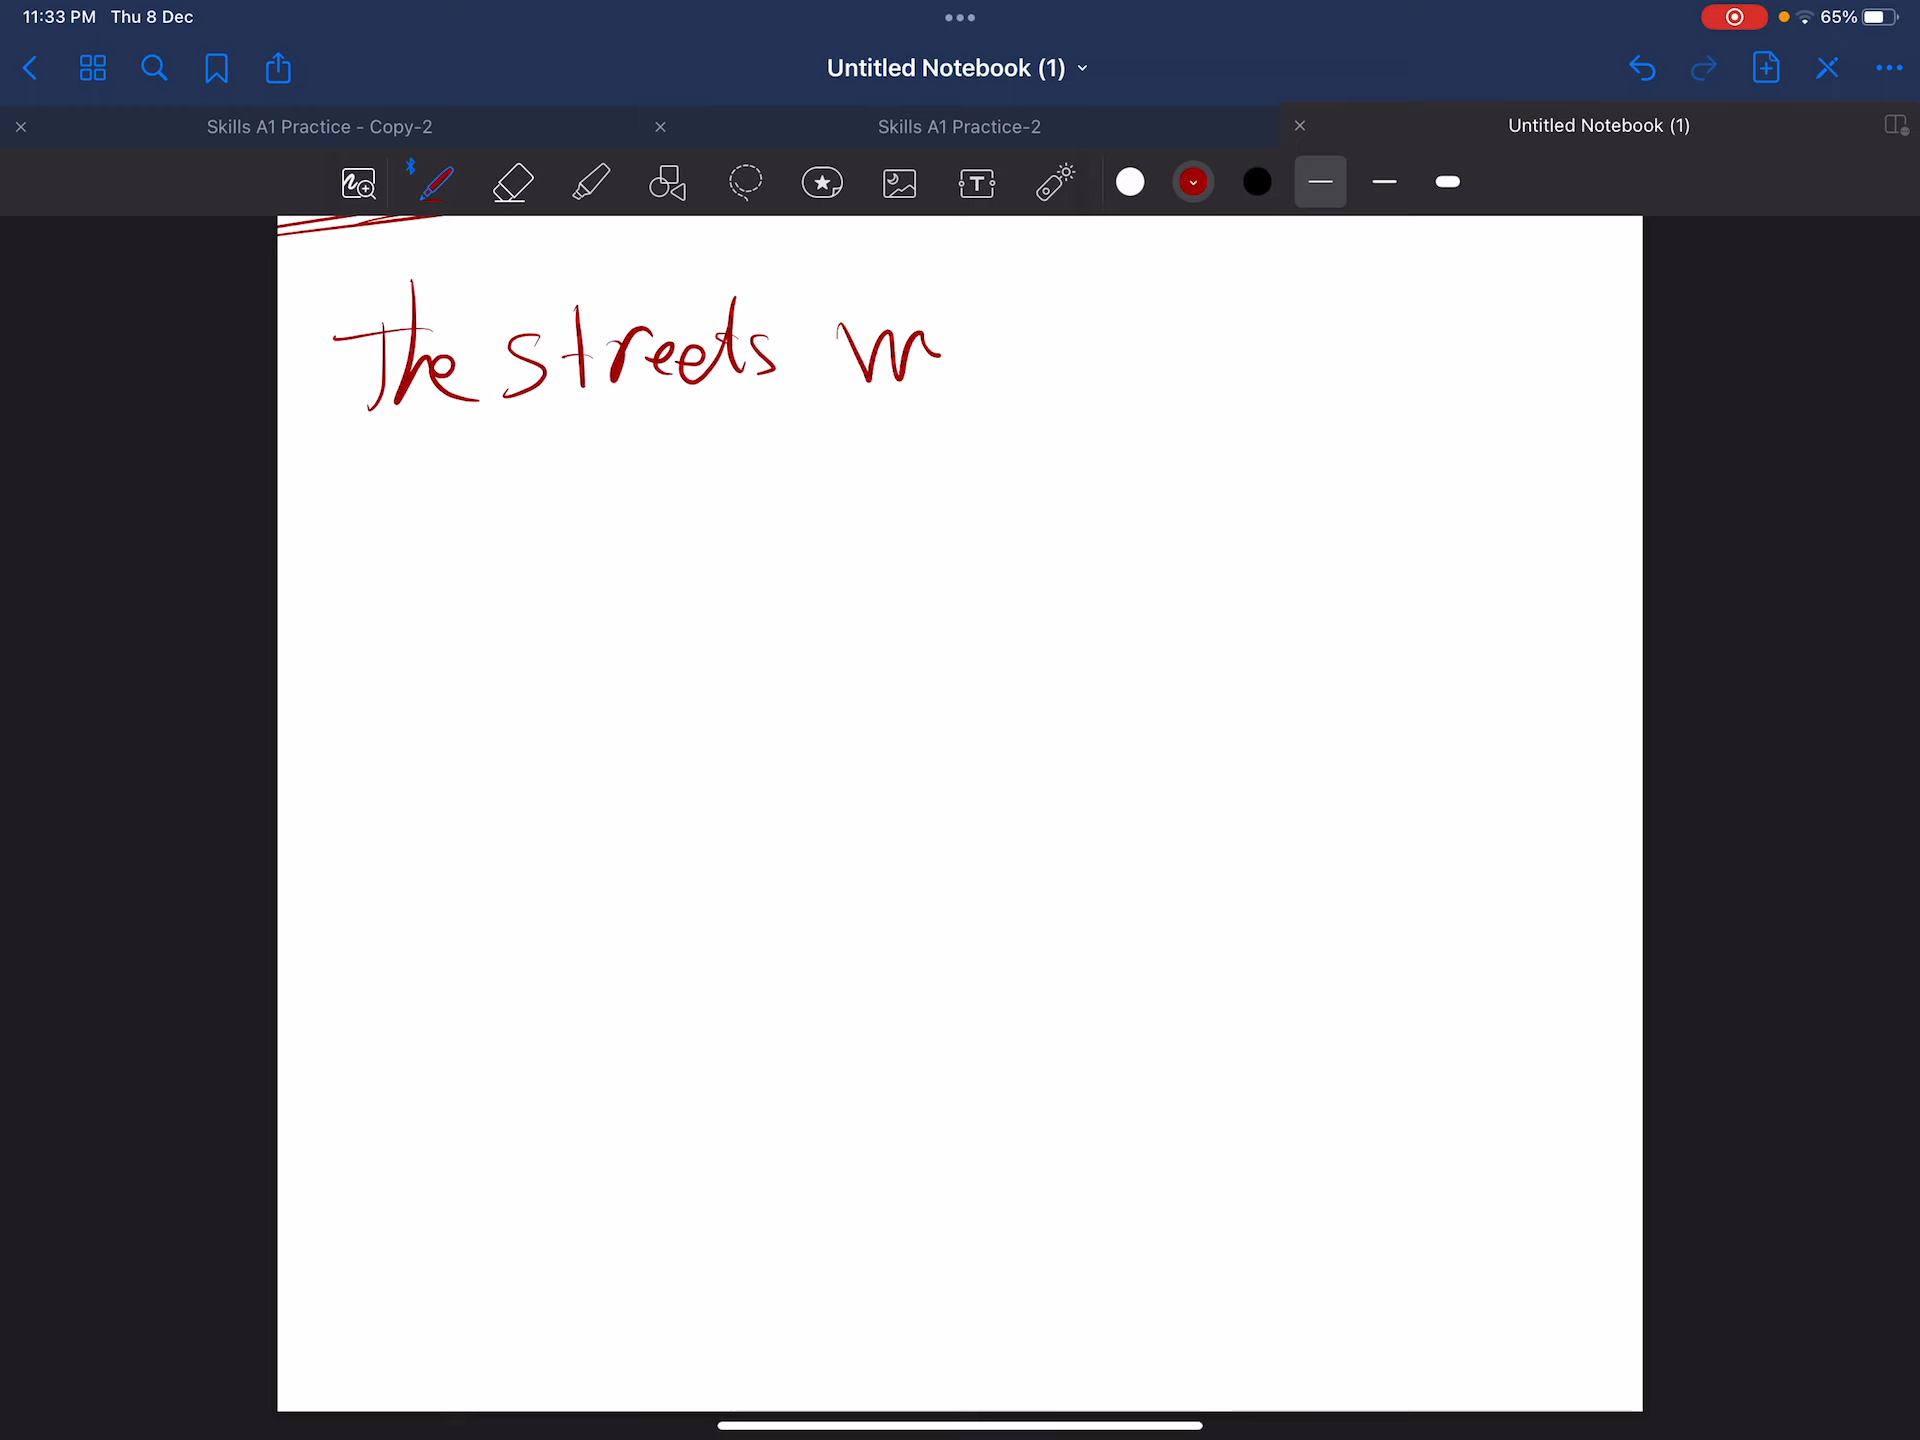 11:33 PM Thu 8 Dec
65%
Untitled Notebook (1)
Skills A1 Practice - Copy-2
Skills A1 Practice-2
Untitled Notebook (1)
T
The streets